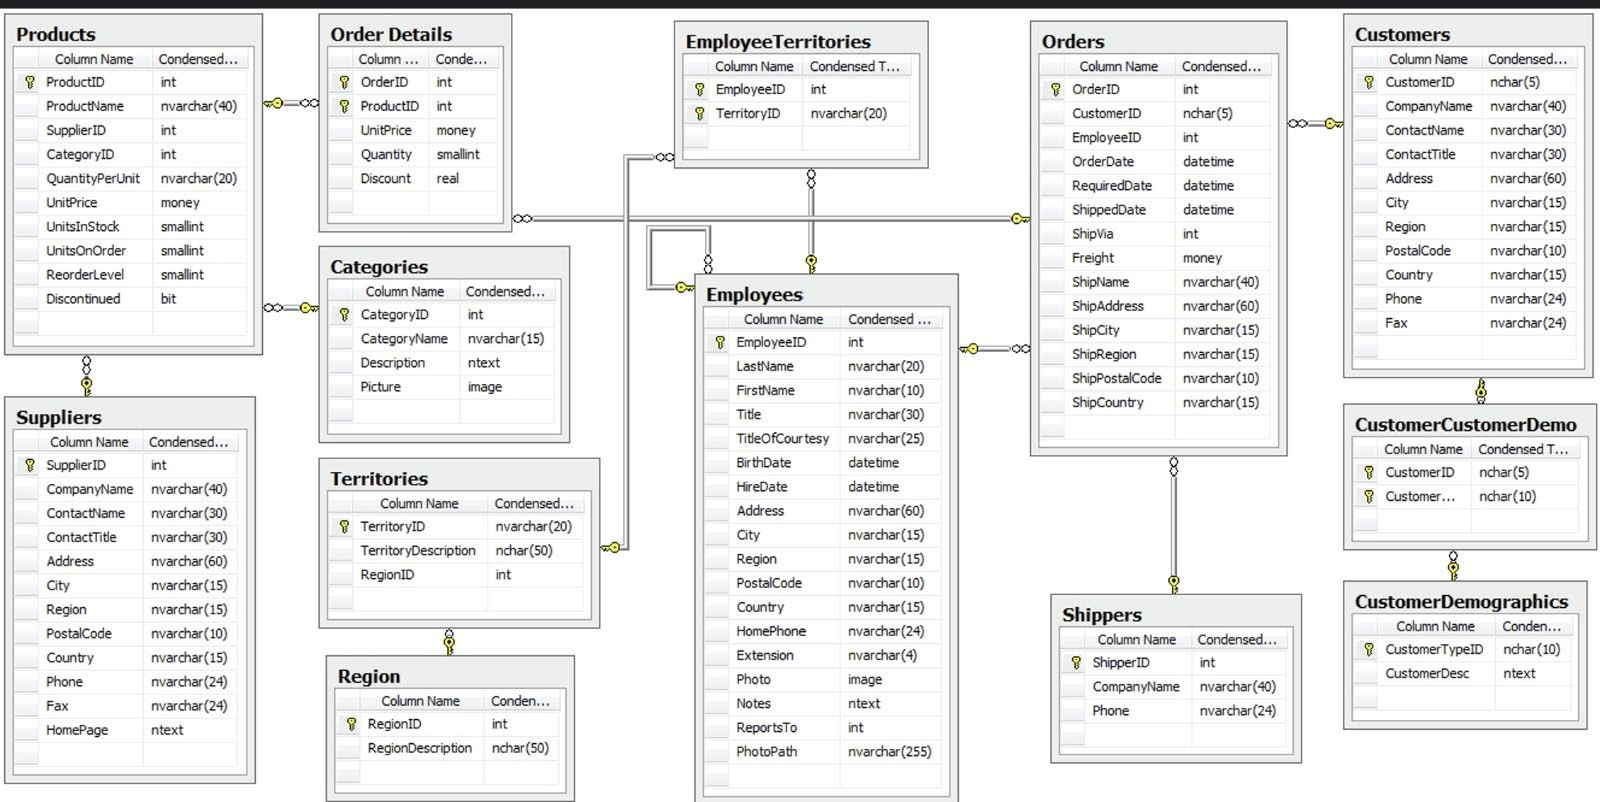 Products
Column Name Condensed...
ProductID int
ProductName nvarchar(40)
SupplierID int
CategoryID int
QuantityPerUnit nvarchar(20)
UnitPrice money
UnitsInStock smallint
UnitsOnOrder smallint
ReorderLevel smallint
Discontinued bit
Order Details
Column ... Conde...
OrderID int
ProductID int
UnitPrice money
Quantity smallint
Discount real
EmployeeTerritories
Column Name Condensed T...
EmployeeID int
TerritoryID nvarchar(20)
Orders
Column Name Condensed...
OrderID int
CustomerID nchar(5)
EmployeeID int
OrderDate datetime
RequiredDate datetime
ShippedDate datetime
ShipVia int
Freight money
ShipName nvarchar(40)
ShipAddress nvarchar(60)
ShipCity nvarchar(15)
ShipRegion nvarchar(15)
ShipPostalCode nvarchar(10)
ShipCountry nvarchar(15)
Customers
Column Name Condensed...
CustomerID nchar(5)
CompanyName nvarchar(40)
ContactName nvarchar(30)
ContactTitle nvarchar(30)
Address nvarchar(60)
City nvarchar(15)
Region nvarchar(15)
PostalCode nvarchar(10)
Country nvarchar(15)
Phone nvarchar(24)
Fax nvarchar(24)
Categories
Column Name Condensed...
CategoryID int
CategoryName nvarchar(15)
Description ntext
Picture image
Employees
Column Name Condensed ...
EmployeeID int
LastName nvarchar(20)
FirstName nvarchar(10)
Title nvarchar(30)
TitleOfCourtesy nvarchar(25)
BirthDate datetime
HireDate datetime
Address nvarchar(60)
City nvarchar(15)
Region nvarchar(15)
PostalCode nvarchar(10)
Country nvarchar(15)
HomePhone nvarchar(24)
Extension nvarchar(4)
Photo image
Notes ntext
ReportsTo int
PhotoPath nvarchar(255)
Suppliers
Column Name Condensed...
SupplierID int
CompanyName nvarchar(40)
ContactName nvarchar(30)
ContactTitle nvarchar(30)
Address nvarchar(60)
City nvarchar(15)
Region nvarchar(15)
PostalCode nvarchar(10)
Country nvarchar(15)
Phone nvarchar(24)
Fax nvarchar(24)
HomePage ntext
Territories
Column Name Condensed...
TerritoryID nvarchar(20)
TerritoryDescription nchar(50)
RegionID int
CustomerCustomerDemo
Column Name Condensed T...
CustomerID nchar(5)
Customer... nchar(10)
Region
Column Name Conden...
RegionID int
RegionDescription nchar(50)
Shippers
Column Name Condensed...
ShipperID int
CompanyName nvarchar(40)
Phone nvarchar(24)
CustomerDemographics
Column Name Conden...
CustomerTypeID nchar(10)
CustomerDesc ntext